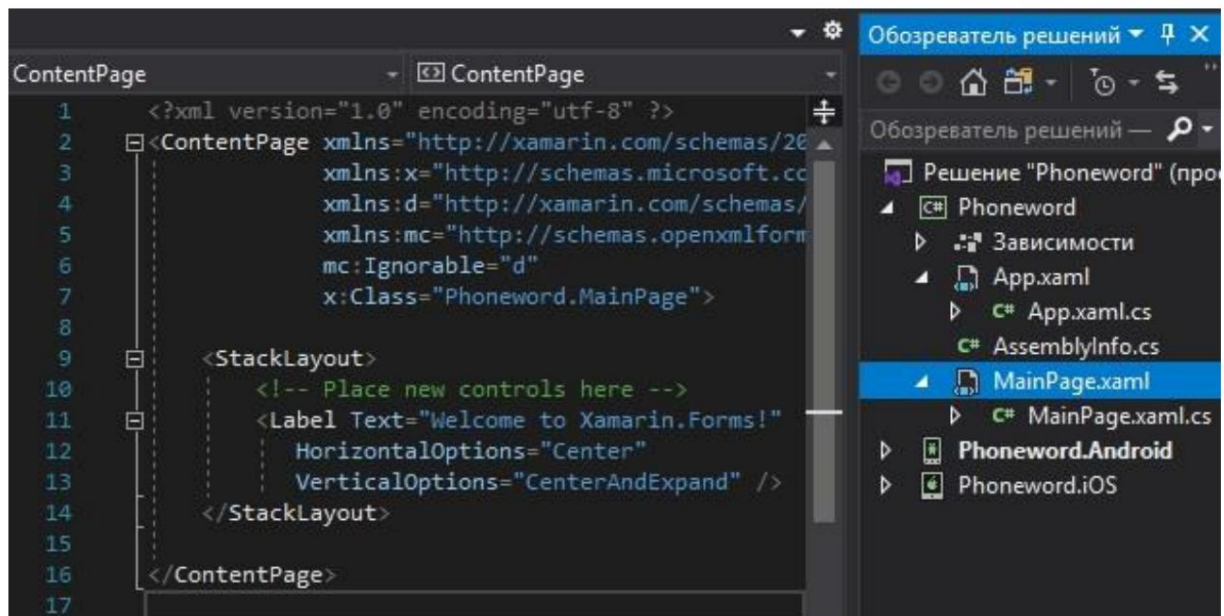 ContentPage
ContentPage
1 <?xml version="1.0" encoding="utf-8" ?>
2 <ContentPage xmlns="http://xamarin.com/schemas/20
3 xmlns:x="http://schemas.microsoft.co
4 xmlns:d="http://xamarin.com/schemas/
5 xmlns:mc="http://schemas.openxmlform
6 mc:Ignorable="d"
7 x:Class="Phoneword.MainPage">
8
9 <StackLayout>
10 <!-- Place new controls here -->
11 <Label Text="Welcome to Xamarin.Forms!"
12 HorizontalOptions="Center"
13 VerticalOptions="CenterAndExpand" />
14 </StackLayout>
15
16 </ContentPage>
17
Обозреватель решений
Обозреватель решений —
Решение "Phoneword" (прое
C# Phoneword
Зависимости
App.xaml
C# App.xaml.cs
C# AssemblyInfo.cs
MainPage.xaml
C# MainPage.xaml.cs
Phoneword.Android
Phoneword.iOS